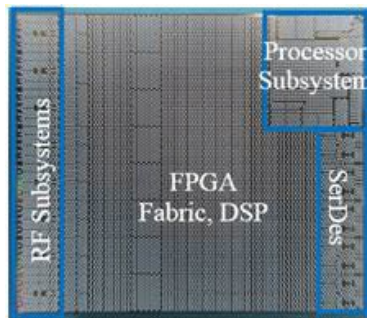 Processor
Subsystem
RF Subsystems
FPGA
Fabric, DSP
SerDes